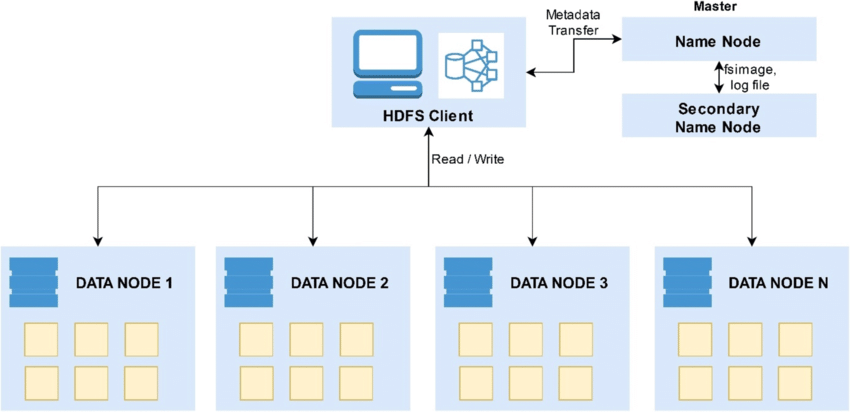 Master
Metadata
Transfer
Name Node
fsimage,
log file
HDFS Client
Secondary
Name Node
Read / Write
DATA NODE 1
DATA NODE 2
DATA NODE 3
DATA NODE N